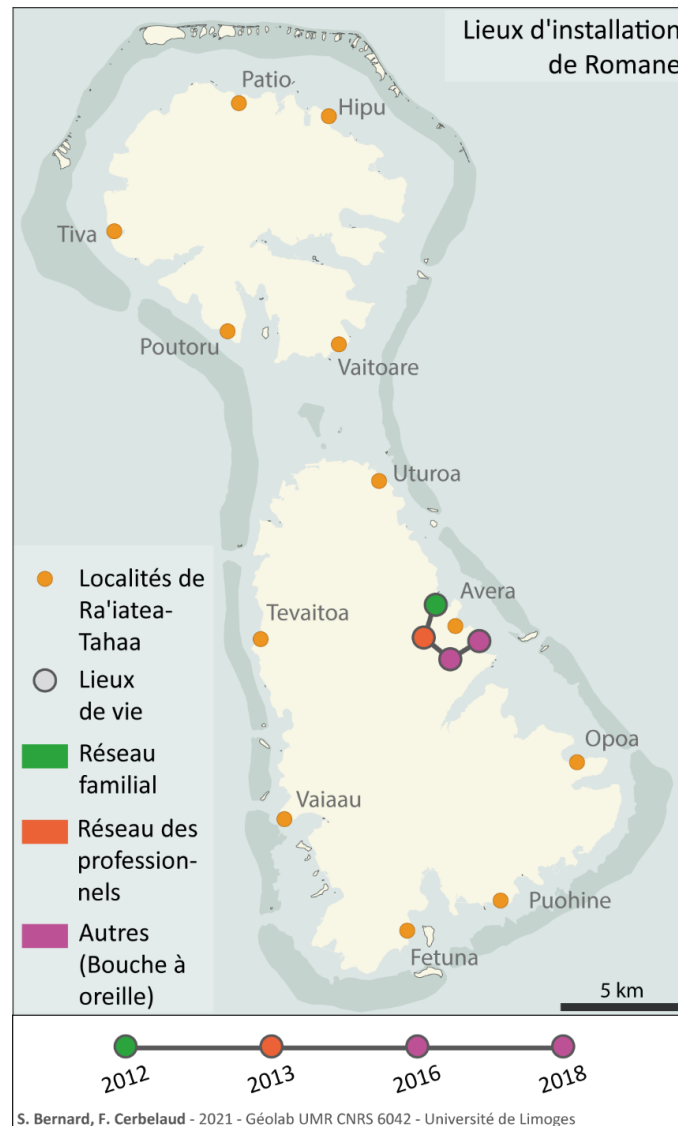 Lieux d'installation
de Romane
Patio
Hipu
Tiva
Poutoru
Vaitoare
Uturoa
Avera
Tevaitoa
Opoa
Vaiaau
Puohine
Fetuna
Localités de
Ra'iatea-
Tahaa
Lieux
de vie
Réseau
familial
Réseau des
profession-
nels
Autres
(Bouche à
oreille)
5 km
2012
2013
2016
2018
S. Bernard, F. Cerbelaud - 2021 - Géolab UMR CNRS 6042 - Université de Limoges